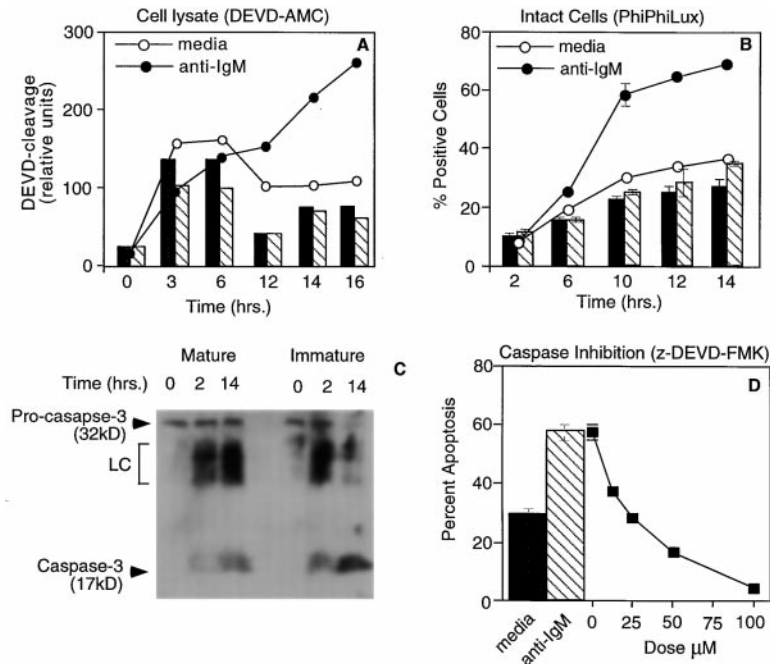 Cell lysate (DEVD-AMC)
A
media
anti-IgM
DEVD-cleavage
(relative units)
300
200
100
0
0 3 6 12 14 16
Time (hrs.)
Intact Cells (PhiPhiLux)
B
media
anti-IgM
% Positive Cells
80
60
40
20
0
2 6 10 12 14
Time (hrs.)
C
Mature Immature
Time (hrs.) 0 2 14 0 2 14
Pro-casapse-3
(32kD)
LC
Caspase-3
(17kD)
Caspase Inhibition (z-DEVD-FMK)
D
Percent Apoptosis
80
60
40
20
0
media
anti-IgM
0 25 50 75 100
Dose µM